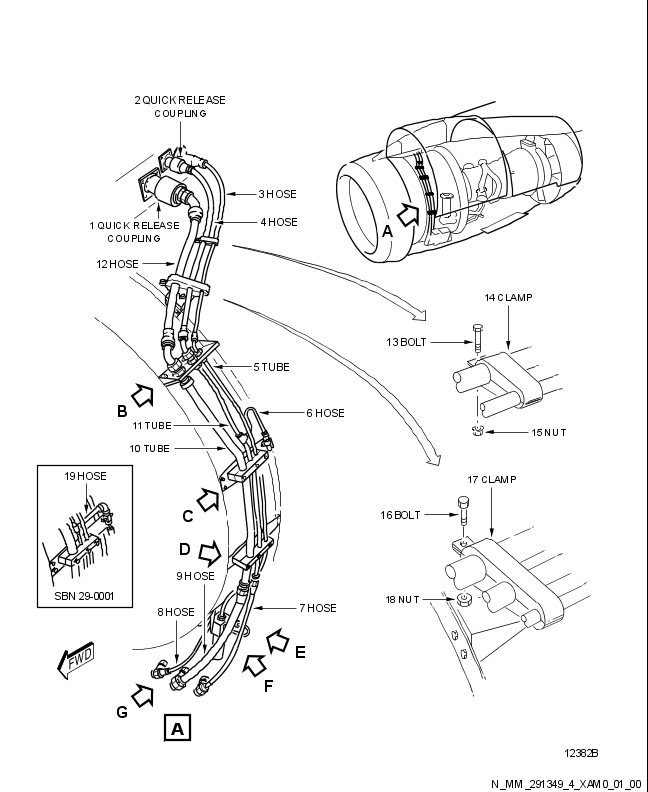 2 QUICK RELEASE
COUPLING
3 HOSE
4 HOSE
1 QUICK RELEASE
COUPLING
A
12 HOSE
14 CLAMP
13 BOLT
5 TUBE
B
6 HOSE
11 TUBE
15 NUT
10 TUBE
19 HOSE
17 CLAMP
C
16 BOLT
D
9 HOSE
SBN 29-0001
18 NUT
8 HOSE
7 HOSE
E
FWD
F
G
A
12382B
N_MM_291349_4_XAM0_01_00